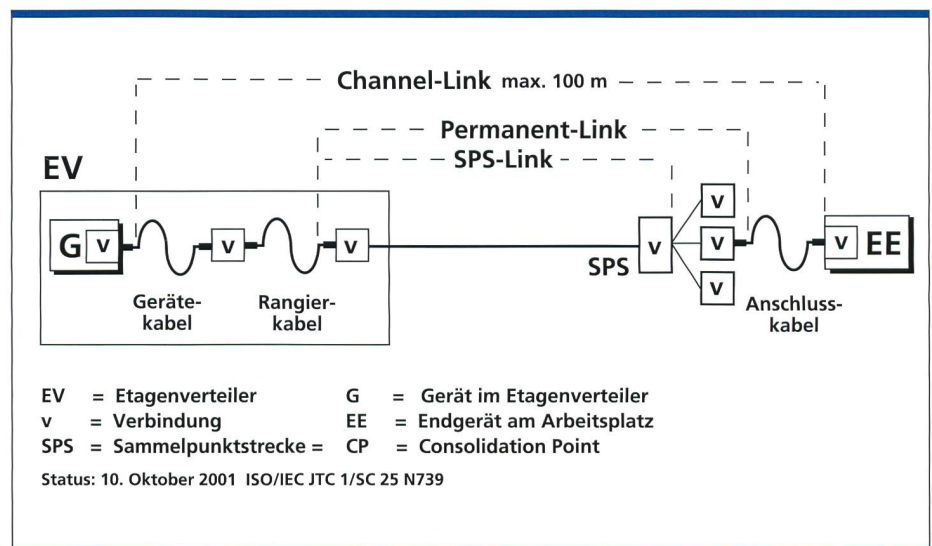 Channel-Link max. 100 m
Permanent-Link
SPS-Link
EV
G v v v v v v v v EE
SPS
Geräte-
kabel
Rangier-
kabel
Anschluss-
kabel
EV = Etagenverteiler G = Gerät im Etagenverteiler
v = Verbindung EE = Endgerät am Arbeitsplatz
SPS = Sammelpunktstrecke = CP = Consolidation Point
Status: 10. Oktober 2001 ISO/IEC JTC 1/SC 25 N739